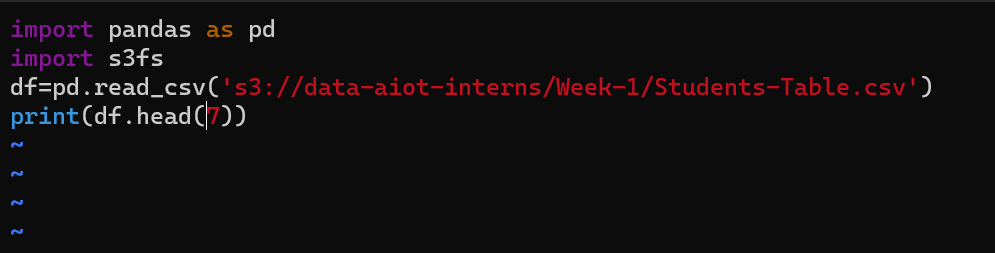 import pandas as pd
import s3fs
df=pd.read_csv('s3://data-aiot-interns/Week-1/Students-Table.csv')
print(df.head(7))
~
~
~
~